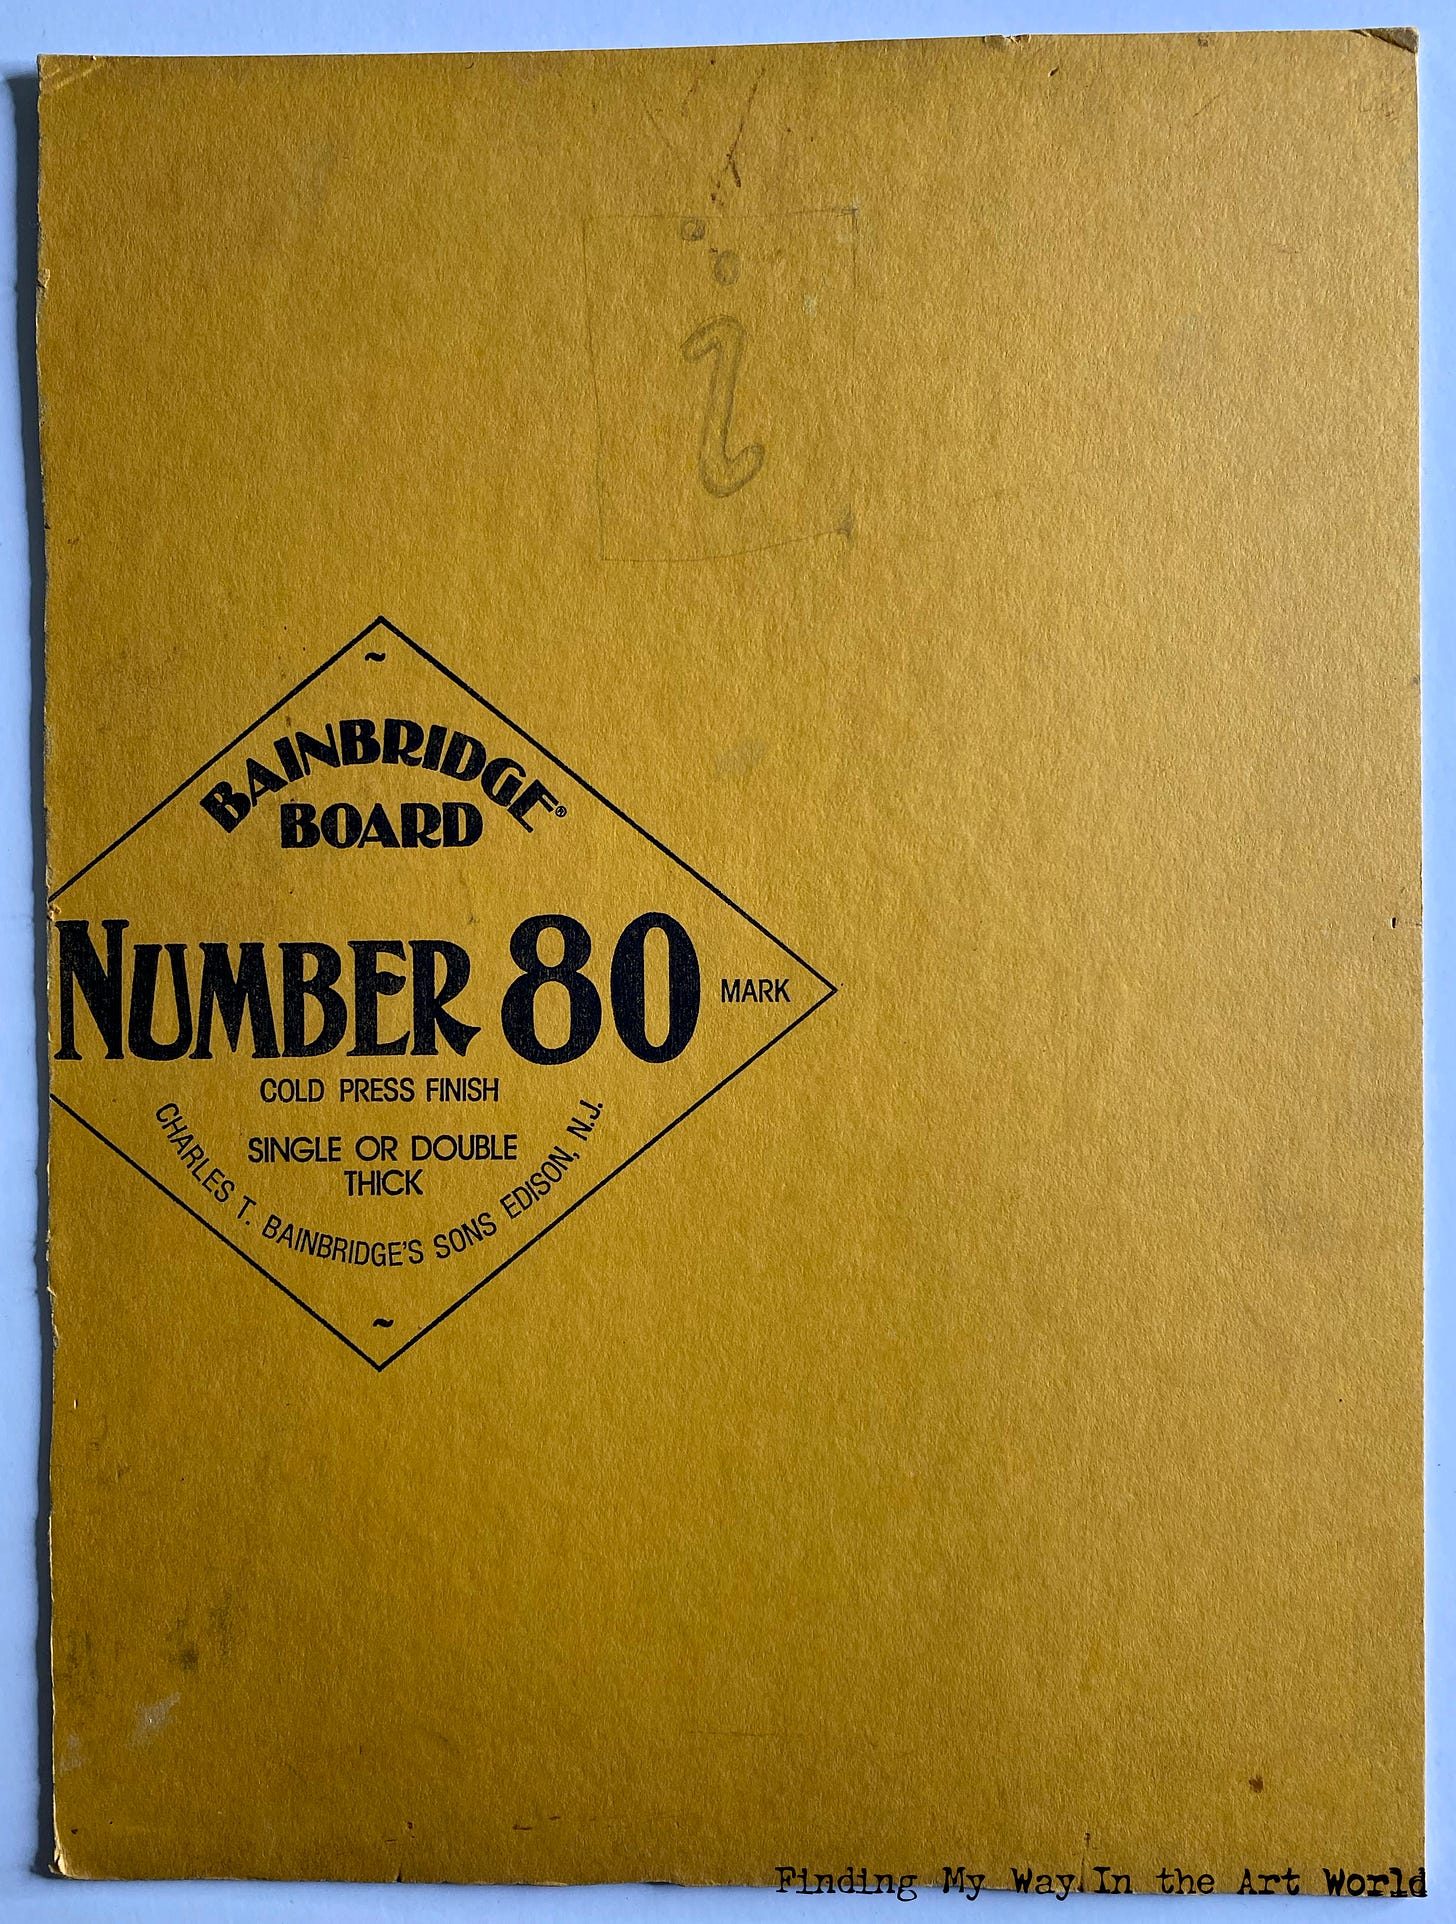 i
~
BAINBRIDGE®
BOARD
NUMBER 80 MARK
COLD PRESS FINISH
SINGLE OR DOUBLE
THICK
CHARLES T. BAINBRIDGE'S SONS EDISON, N.J.
~
Finding My Way In the Art World